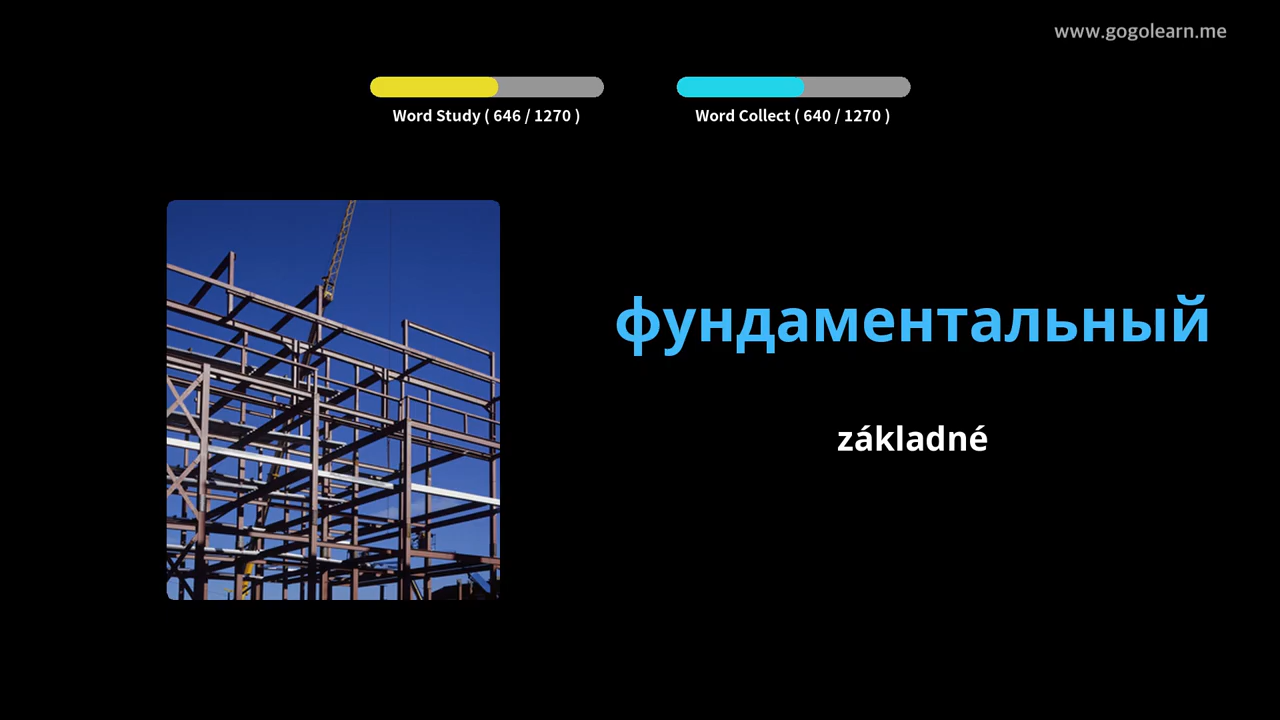 www.gogolearn.me
Word Study ( 646 / 1270 )
Word Collect ( 640 / 1270 )
фундаментальный
základné